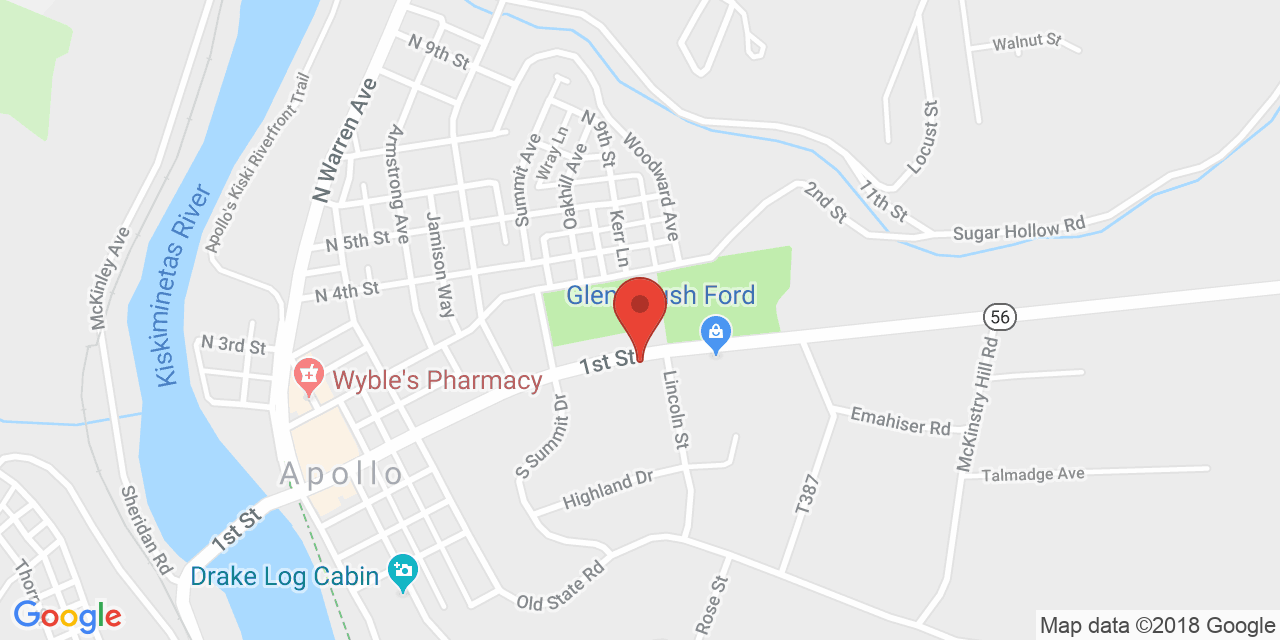 N 9th St
Walnut St
N Warren Ave
Armstrong Ave
Apollo's Kiski Riverfront Trail
Summit Ave
Wray Ln
Oakhill Ave
N 9th St
Woodward Ave
Locust St
11th St
2nd St
Sugar Hollow Rd
Kerr Ln
Jamison Way
N 5th St
N 4th St
N 3rd St
McKinley Ave
Kiskiminetas River
Ford
56
1st St
Wyble's Pharmacy
Lincoln St
McKinstry Hill Rd
Emahiser Rd
S Summit Dr
Highland Dr
Talmadge Ave
T387
Apollo
Sheridan Rd
1st St
Drake Log Cabin
Old State Rd
Rose St
Google
Map data ©2018 Google